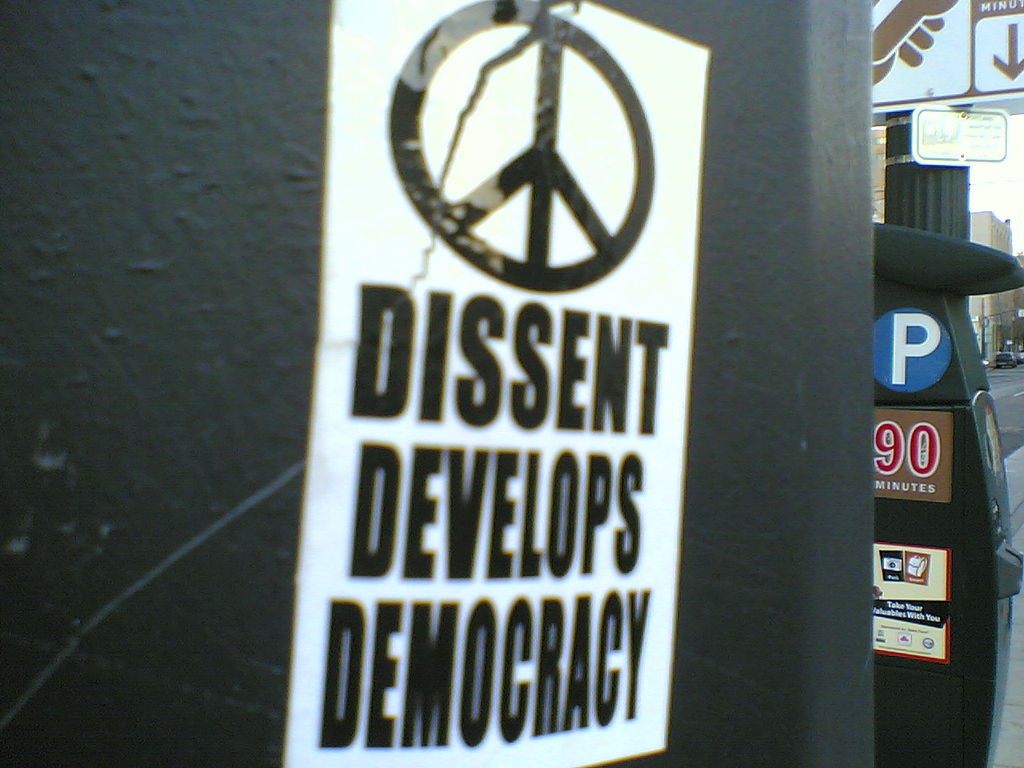 DISSENT
DEVELOPS
DEMOCRACY
P
90
MINUTES
Take Your
Valuables With You